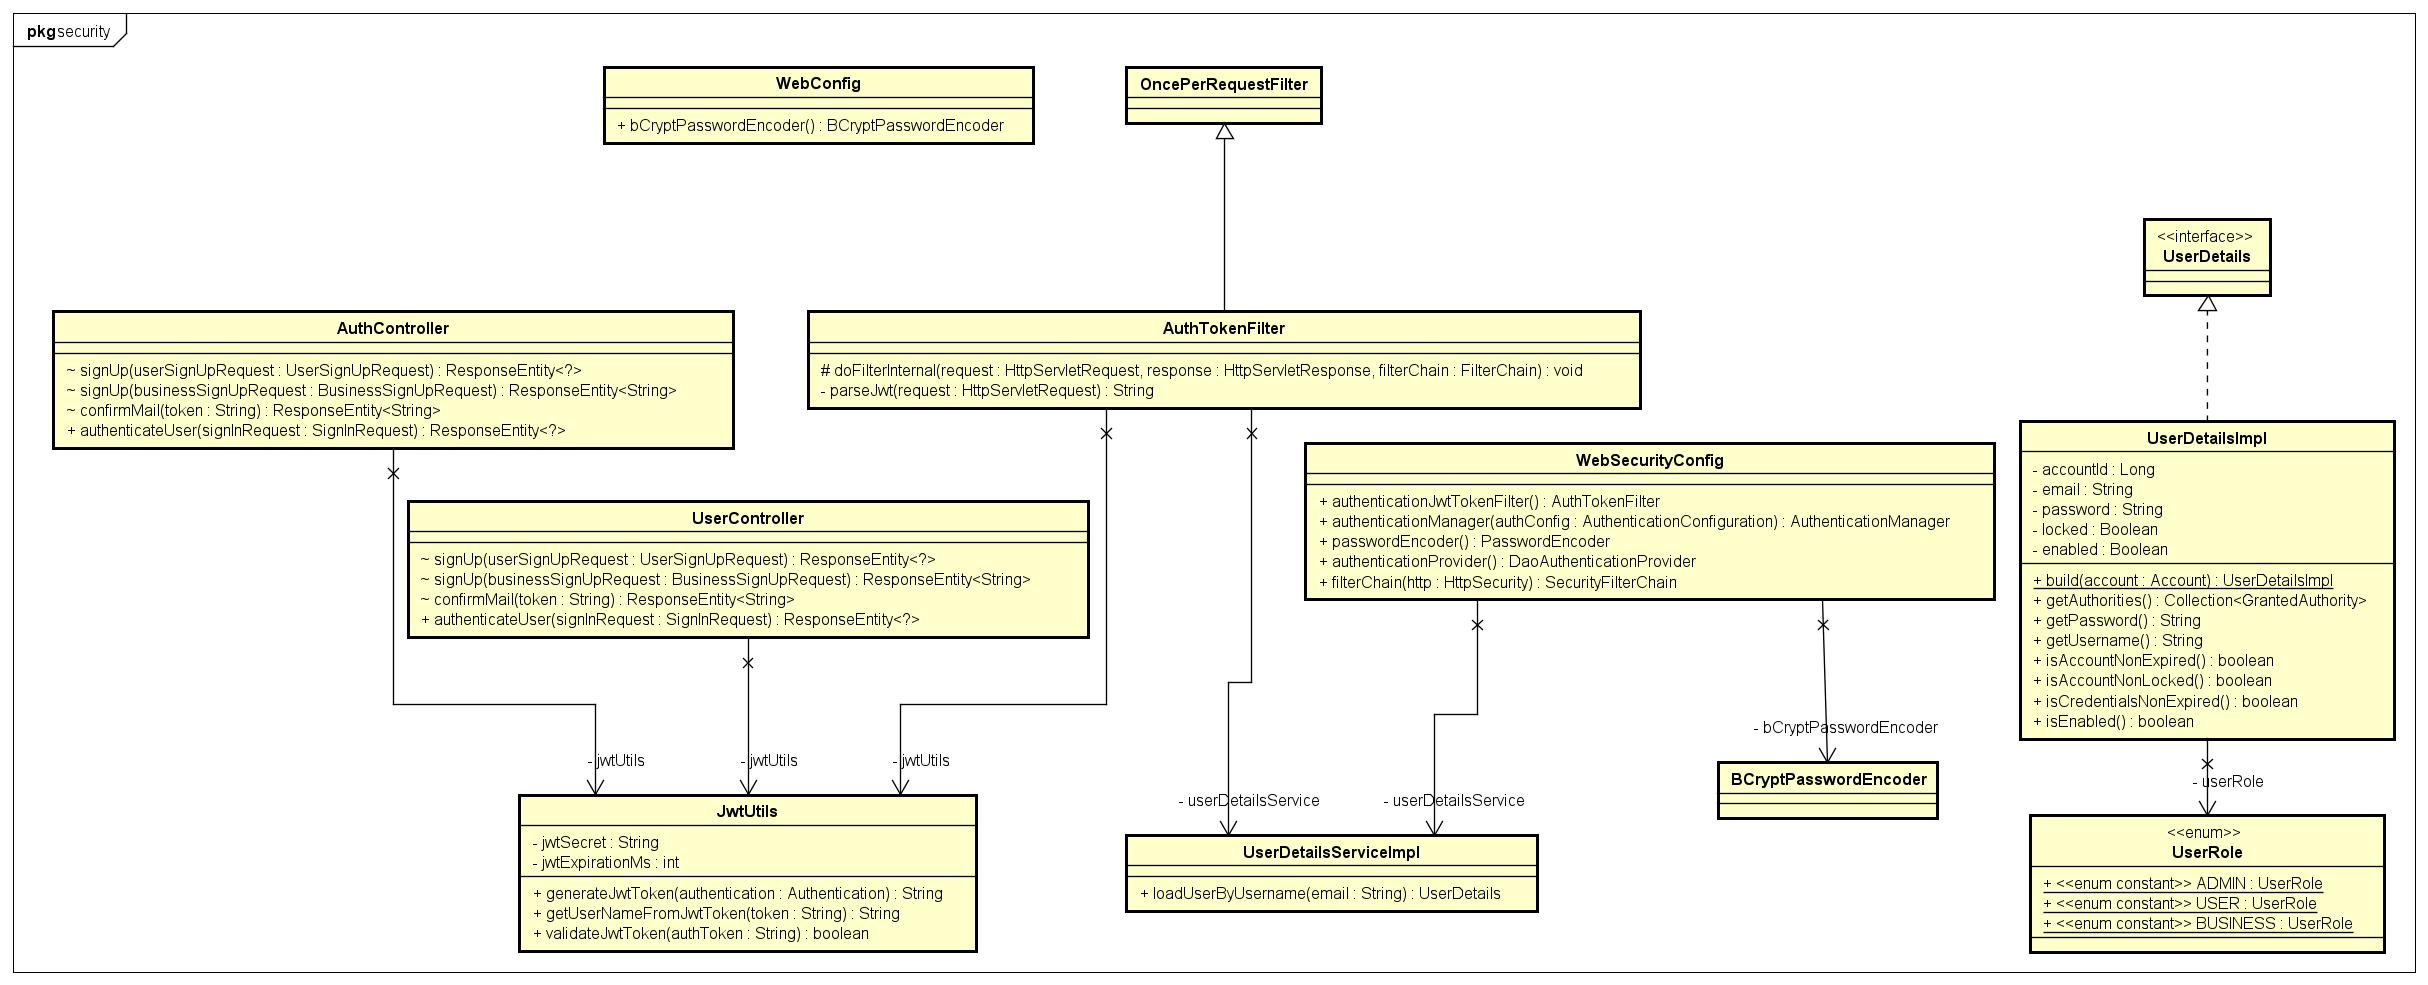 pkg security
WebConfig
+ bCryptPasswordEncoder() : BCryptPasswordEncoder
OncePerRequestFilter
<<interface>>
UserDetails
AuthController
~ signUp(userSignUpRequest : UserSignUpRequest) : ResponseEntity<?>
~ signUp(businessSignUpRequest : BusinessSignUpRequest) : ResponseEntity<String>
~ confirmMail(token : String) : ResponseEntity<String>
+ authenticateUser(signInRequest : SignInRequest) : ResponseEntity<?>
AuthTokenFilter
# doFilterInternal(request : HttpServletRequest, response : HttpServletResponse, filterChain : FilterChain) : void
- parseJwt(request : HttpServletRequest) : String
UserController
~ signUp(userSignUpRequest : UserSignUpRequest) : ResponseEntity<?>
~ signUp(businessSignUpRequest : BusinessSignUpRequest) : ResponseEntity<String>
~ confirmMail(token : String) : ResponseEntity<String>
+ authenticateUser(signInRequest : SignInRequest) : ResponseEntity<?>
WebSecurityConfig
+ authenticationJwtTokenFilter() : AuthTokenFilter
+ authenticationManager(authConfig : AuthenticationConfiguration) : AuthenticationManager
+ passwordEncoder() : PasswordEncoder
+ authenticationProvider() : DaoAuthenticationProvider
+ filterChain(http : HttpSecurity) : SecurityFilterChain
UserDetailsImpl
- accountId : Long
- email : String
- password : String
- locked : Boolean
- enabled : Boolean
+ build(account : Account) : UserDetailsImpl
+ getAuthorities() : Collection<GrantedAuthority>
+ getPassword() : String
+ getUsername() : String
+ isAccountNonExpired() : boolean
+ isAccountNonLocked() : boolean
+ isCredentialsNonExpired() : boolean
+ isEnabled() : boolean
- jwtUtils
- jwtUtils
- jwtUtils
- userDetailsService
- userDetailsService
- bCryptPasswordEncoder
- userRole
JwtUtils
- jwtSecret : String
- jwtExpirationMs : int
+ generateJwtToken(authentication : Authentication) : String
+ getUserNameFromJwtToken(token : String) : String
+ validateJwtToken(authToken : String) : boolean
UserDetailsServiceImpl
+ loadUserByUsername(email : String) : UserDetails
BCryptPasswordEncoder
<<enum>>
UserRole
+ <<enum constant>> ADMIN : UserRole
+ <<enum constant>> USER : UserRole
+ <<enum constant>> BUSINESS : UserRole